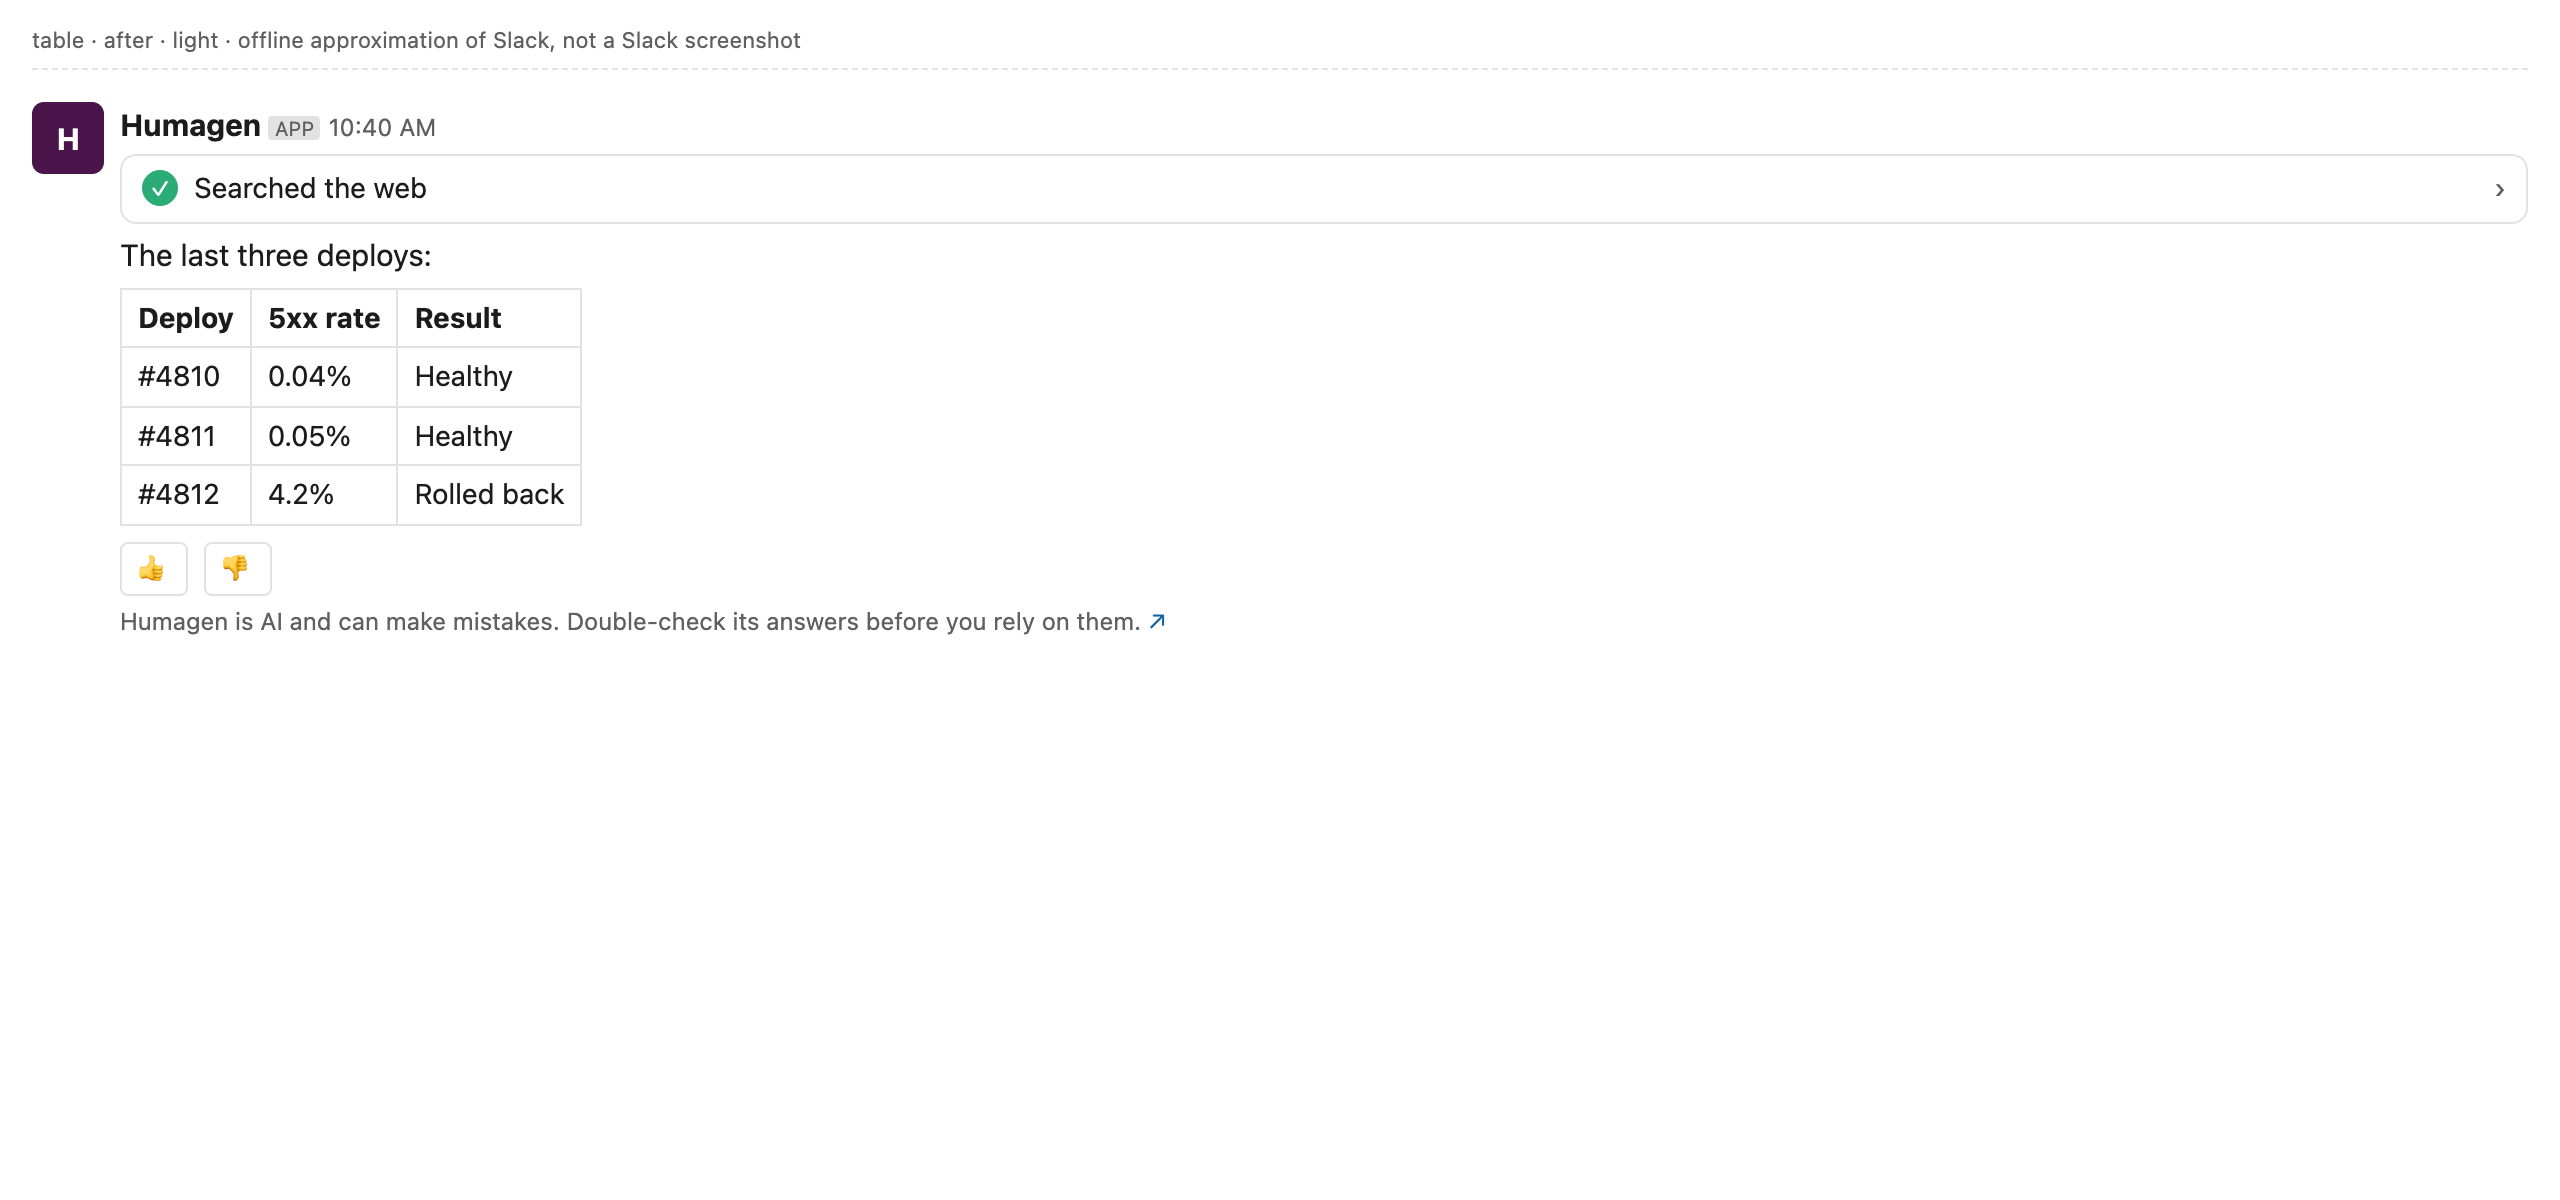 table · after · light · offline approximation of Slack, not a Slack screenshot
H
Humagen APP 10:40 AM
Searched the web
The last three deploys:
Deploy 5xx rate Result
#4810 0.04% Healthy
#4811 0.05% Healthy
#4812 4.2% Rolled back
Humagen is AI and can make mistakes. Double-check its answers before you rely on them.